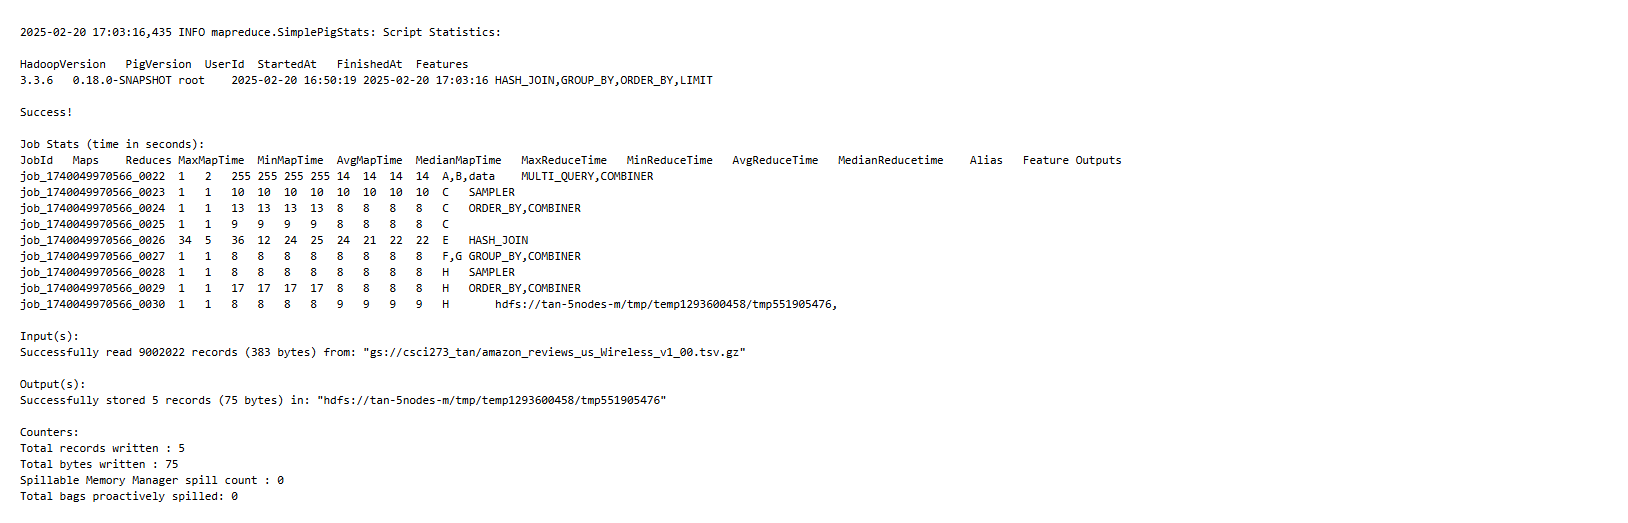 2025-02-20 17:03:16,435 INFO mapreduce.SimplePigStats: Script Statistics:
HadoopVersion PigVersion UserId StartedAt FinishedAt Features
3.3.6 0.18.0-SNAPSHOT root 2025-02-20 16:50:19 2025-02-20 17:03:16 HASH_JOIN,GROUP_BY,ORDER_BY,LIMIT
Success!
Job Stats (time in seconds):
JobId Maps Reduces MaxMapTime MinMapTime AvgMapTime MedianMapTime MaxReduceTime MinReduceTime AvgReduceTime MedianReducetime Alias Feature Outputs
job_1740049970566_0022 1 2 255 255 255 255 14 14 14 14 A,B,data MULTI_QUERY,COMBINER
job_1740049970566_0023 1 1 10 10 10 10 10 10 10 10 C SAMPLER
job_1740049970566_0024 1 1 13 13 13 13 8 8 8 8 C ORDER_BY,COMBINER
job_1740049970566_0025 1 1 9 9 9 9 8 8 8 8 C
job_1740049970566_0026 34 5 36 12 24 25 24 21 22 22 E HASH_JOIN
job_1740049970566_0027 1 1 8 8 8 8 8 8 8 8 F,G GROUP_BY,COMBINER
job_1740049970566_0028 1 1 8 8 8 8 8 8 8 8 H SAMPLER
job_1740049970566_0029 1 1 17 17 17 17 8 8 8 8 H ORDER_BY,COMBINER
job_1740049970566_0030 1 1 8 8 8 8 9 9 9 9 H hdfs://tan-5nodes-m/tmp/temp1293600458/tmp551905476,
Input(s):
Successfully read 9002022 records (383 bytes) from: "gs://csci273_tan/amazon_reviews_us_Wireless_v1_00.tsv.gz"
Output(s):
Successfully stored 5 records (75 bytes) in: "hdfs://tan-5nodes-m/tmp/temp1293600458/tmp551905476"
Counters:
Total records written : 5
Total bytes written : 75
Spillable Memory Manager spill count : 0
Total bags proactively spilled: 0